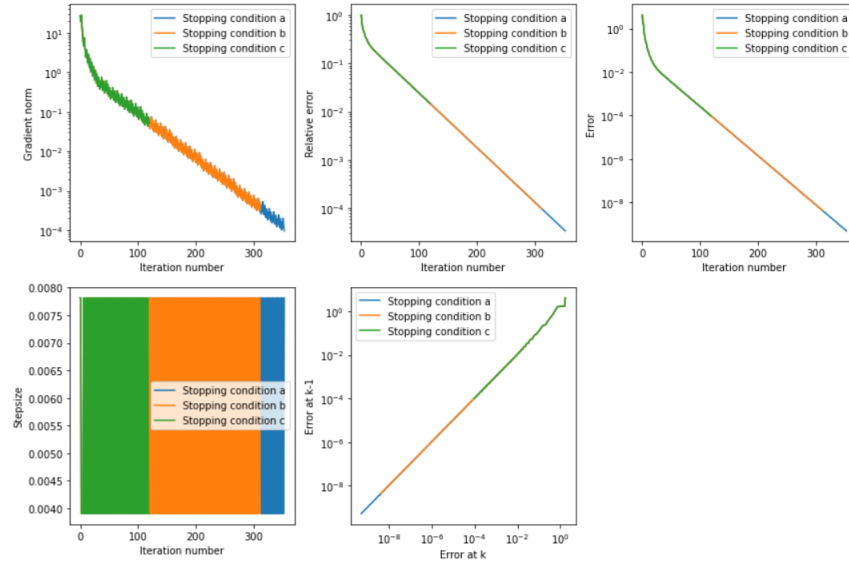 10¹
10⁰
10⁻¹
10⁻²
10⁻³
10⁻⁴
Gradient norm
0 100 200 300
Iteration number
Stopping condition a
Stopping condition b
Stopping condition c
10⁰
10⁻¹
10⁻²
10⁻³
10⁻⁴
Relative error
0 100 200 300
Iteration number
Stopping condition a
Stopping condition b
Stopping condition c
10⁰
10⁻²
10⁻⁴
10⁻⁶
10⁻⁸
Error
0 100 200 300
Iteration number
Stopping condition a
Stopping condition b
Stopping condition c
0.0080
0.0075
0.0070
0.0065
0.0060
0.0055
0.0050
0.0045
0.0040
Stepsize
0 100 200 300
Iteration number
Stopping condition a
Stopping condition b
Stopping condition c
10⁰
10⁻²
10⁻⁴
10⁻⁶
10⁻⁸
Error at k-1
10⁻⁸ 10⁻⁶ 10⁻⁴ 10⁻² 10⁰
Error at k
Stopping condition a
Stopping condition b
Stopping condition c